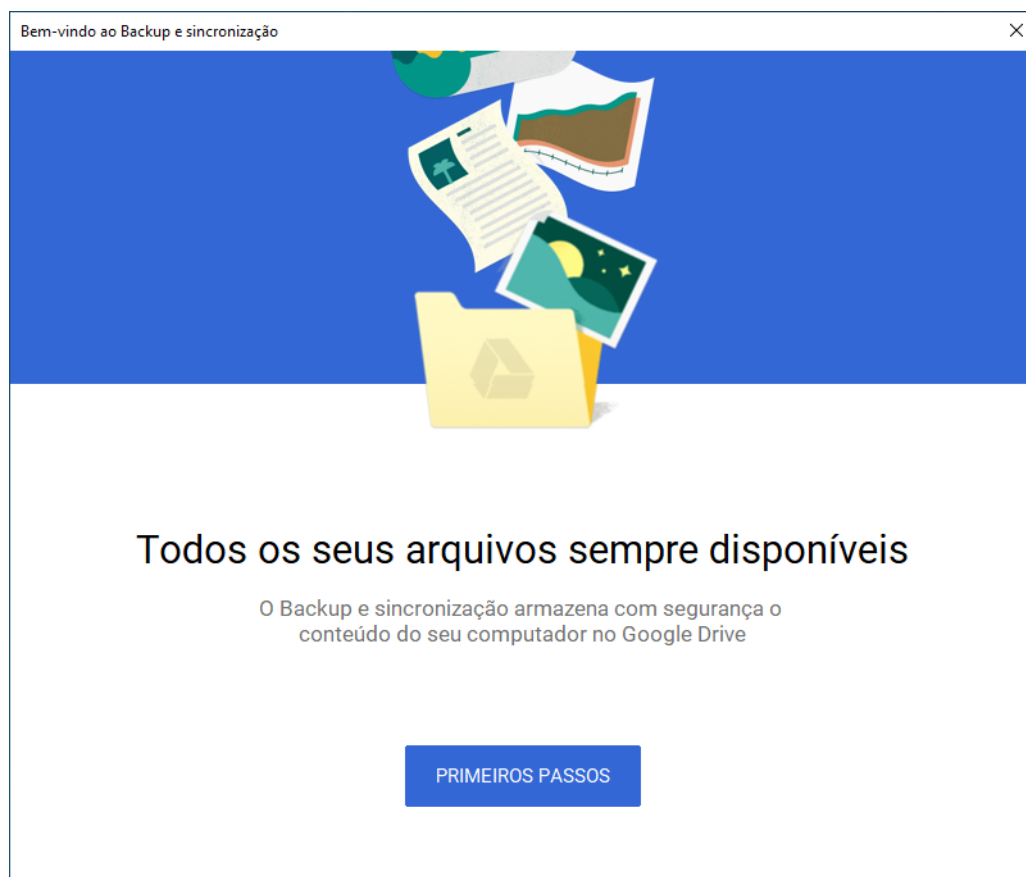 Bem-vindo ao Backup e sincronização
Todos os seus arquivos sempre disponíveis
O Backup e sincronização armazena com segurança o
conteúdo do seu computador no Google Drive
PRIMEIROS PASSOS